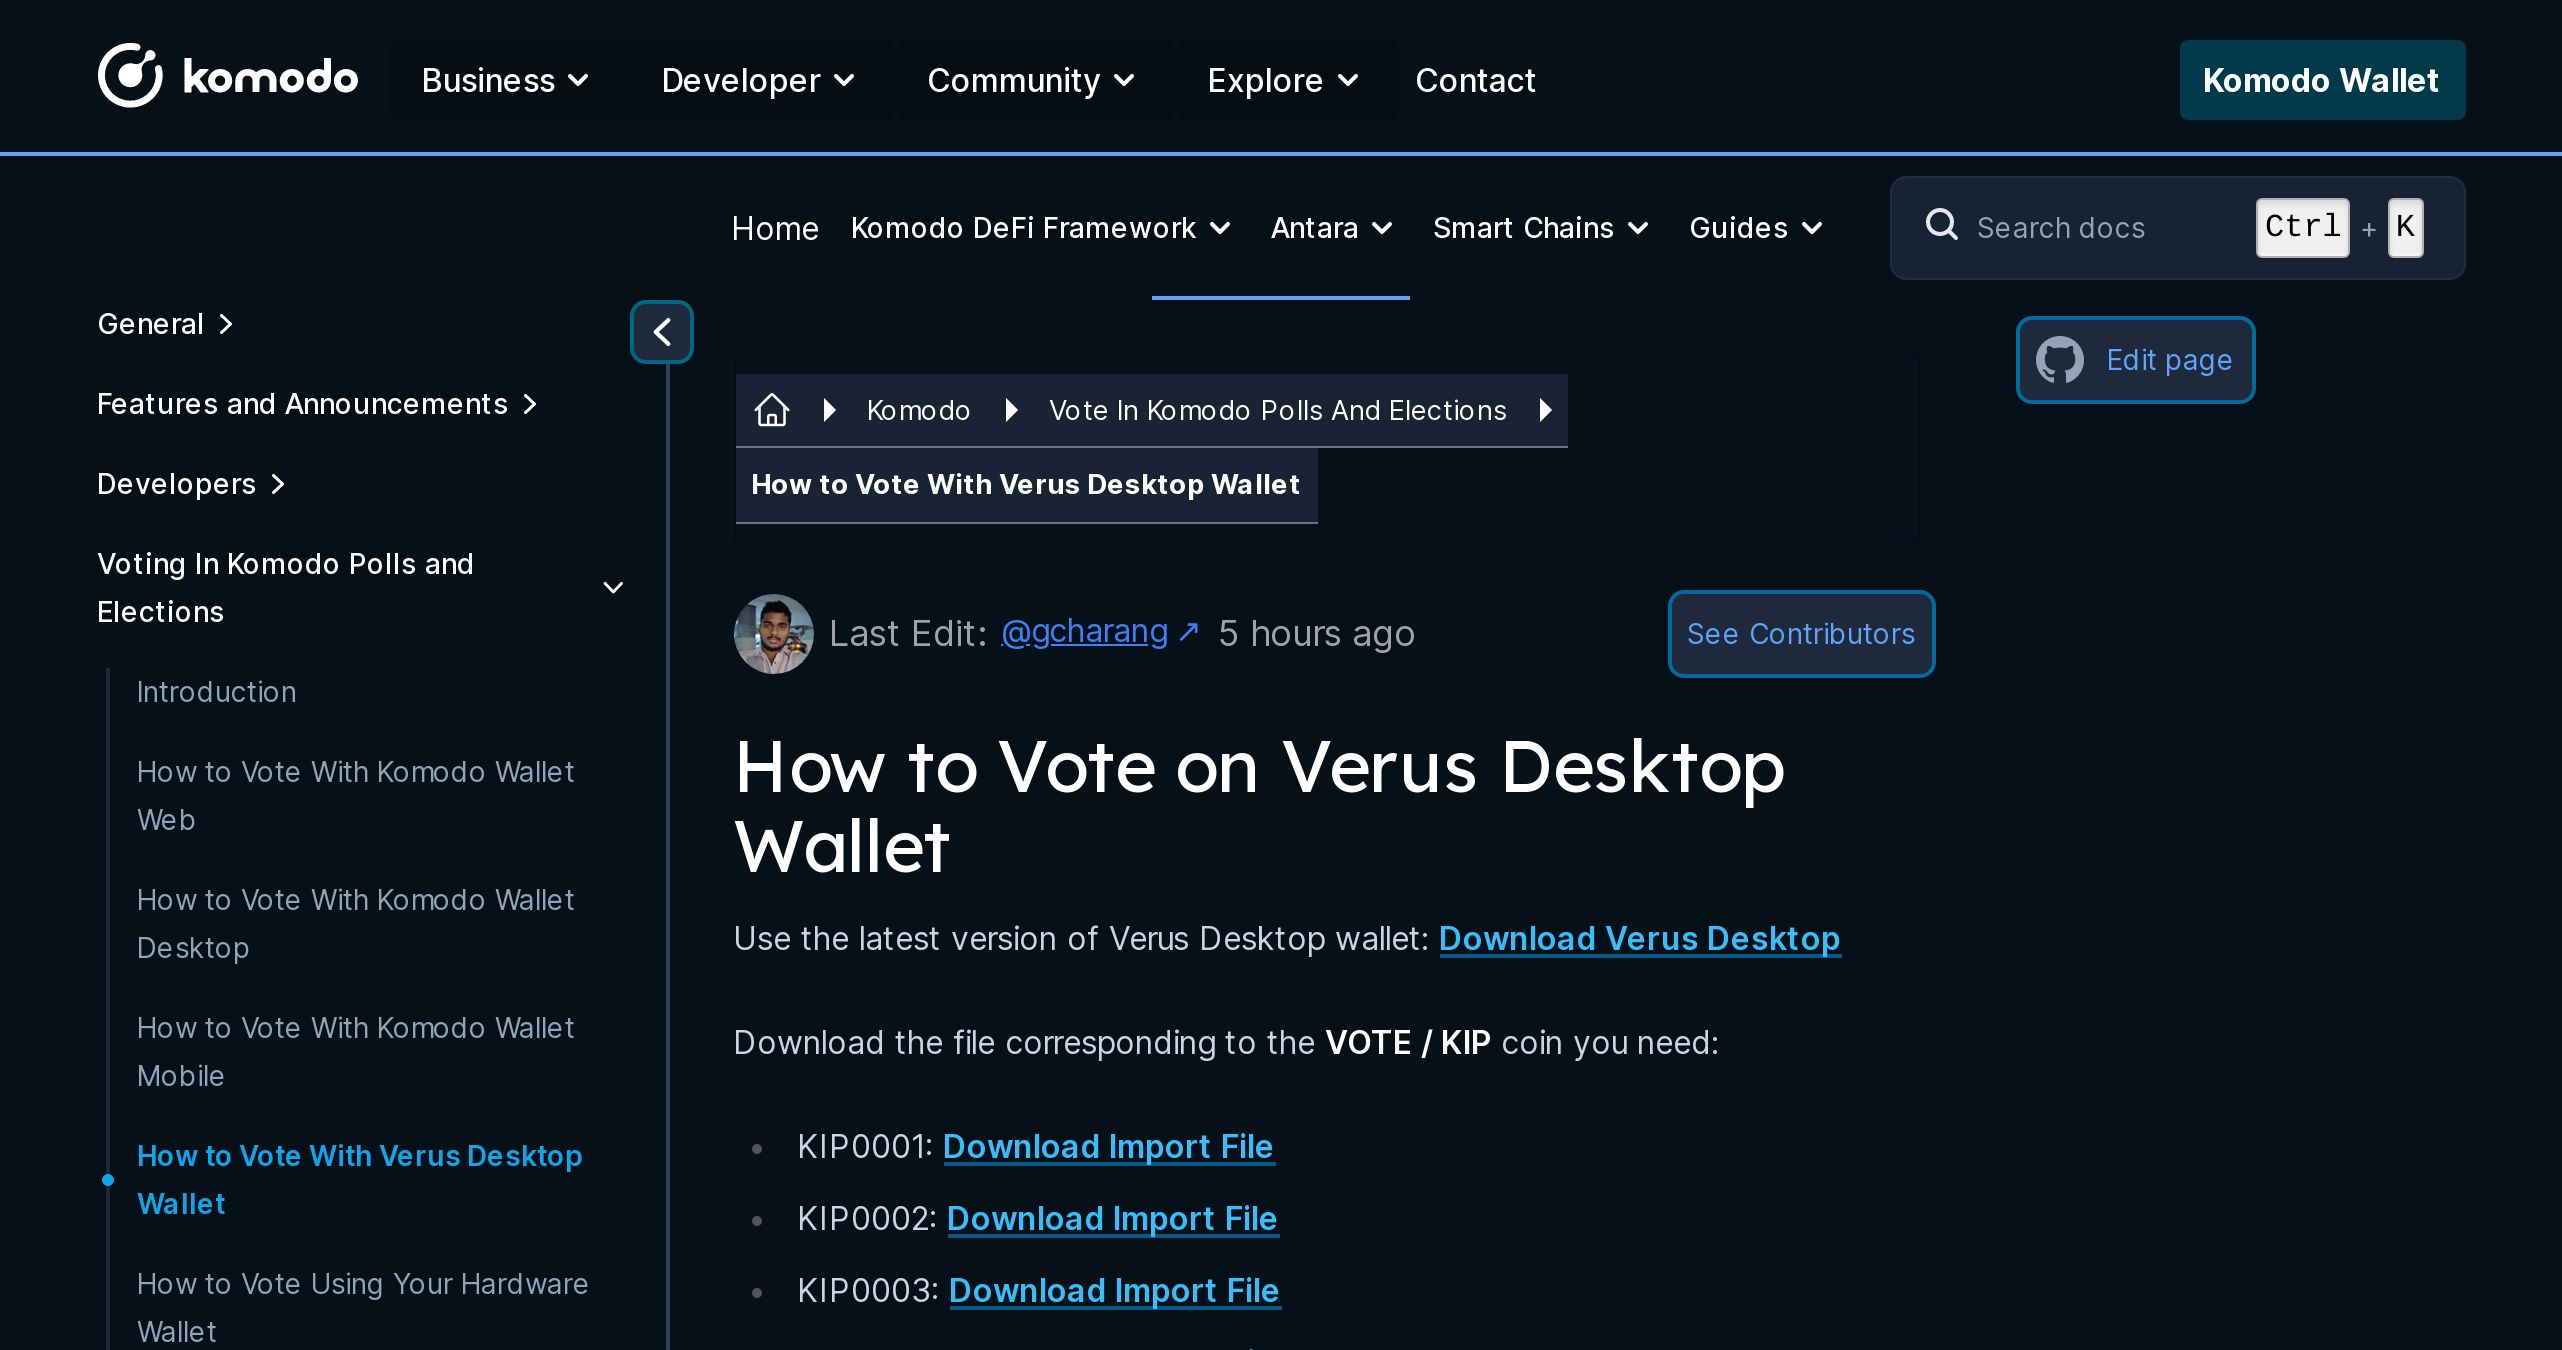 komodo
Business
Developer
Community
Explore
Contact
Komodo Wallet
Home
Komodo DeFi Framework
Antara
Smart Chains
Guides
Search docs
Ctrl + K
General
Features and Announcements
Developers
Voting In Komodo Polls and
Elections
Introduction
How to Vote With Komodo Wallet
Web
How to Vote With Komodo Wallet
Desktop
How to Vote With Komodo Wallet
Mobile
How to Vote With Verus Desktop
Wallet
How to Vote Using Your Hardware
Wallet
Edit page
Komodo
Vote In Komodo Polls And Elections
How to Vote With Verus Desktop Wallet
Last Edit: @gcharang ↗ 5 hours ago
See Contributors
How to Vote on Verus Desktop
Wallet
Use the latest version of Verus Desktop wallet: Download Verus Desktop
Download the file corresponding to the VOTE / KIP coin you need:
KIP0001: Download Import File
KIP0002: Download Import File
KIP0003: Download Import File